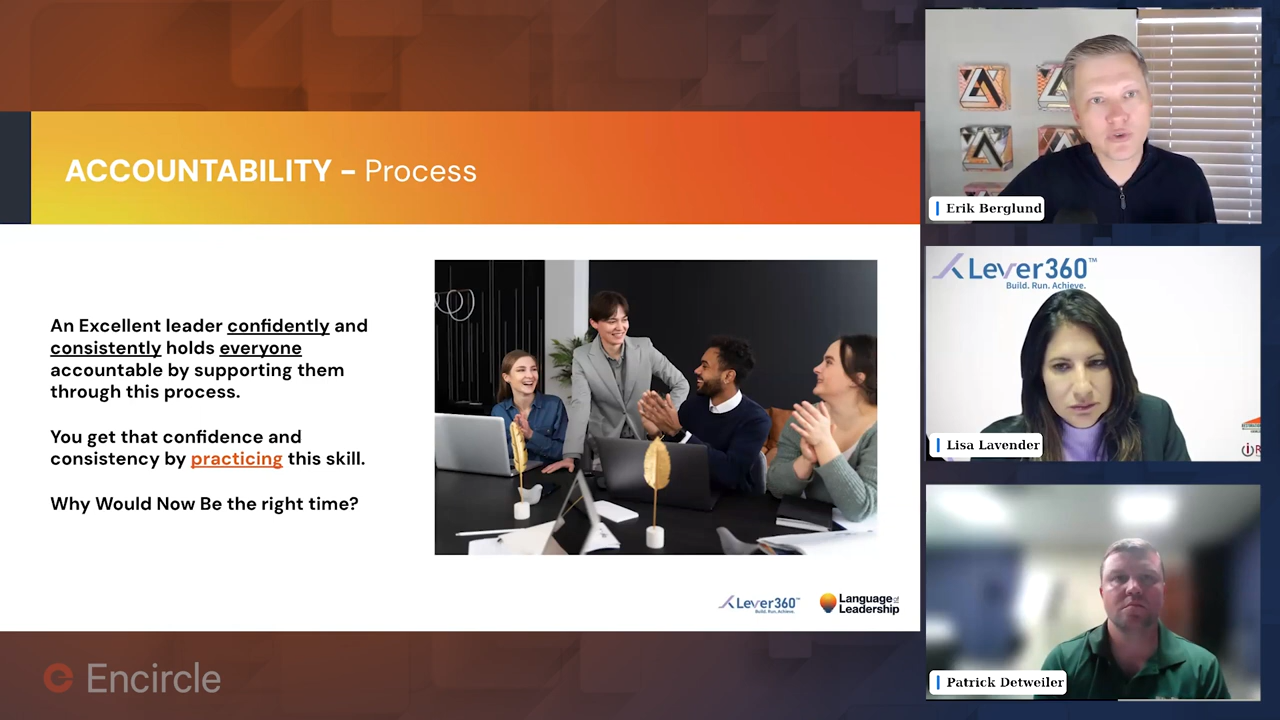 ACCOUNTABILITY - Process
An Excellent leader confidently and
consistently holds everyone
accountable by supporting them
through this process.
You get that confidence and
consistency by practicing this skill.
Why Would Now Be the right time?
Lever360™
Build. Run. Achieve.
Language of
Leadership
Encircle
Erik Berglund
Lever360™
Build. Run. Achieve.
Lisa Lavender
Patrick Detweiler